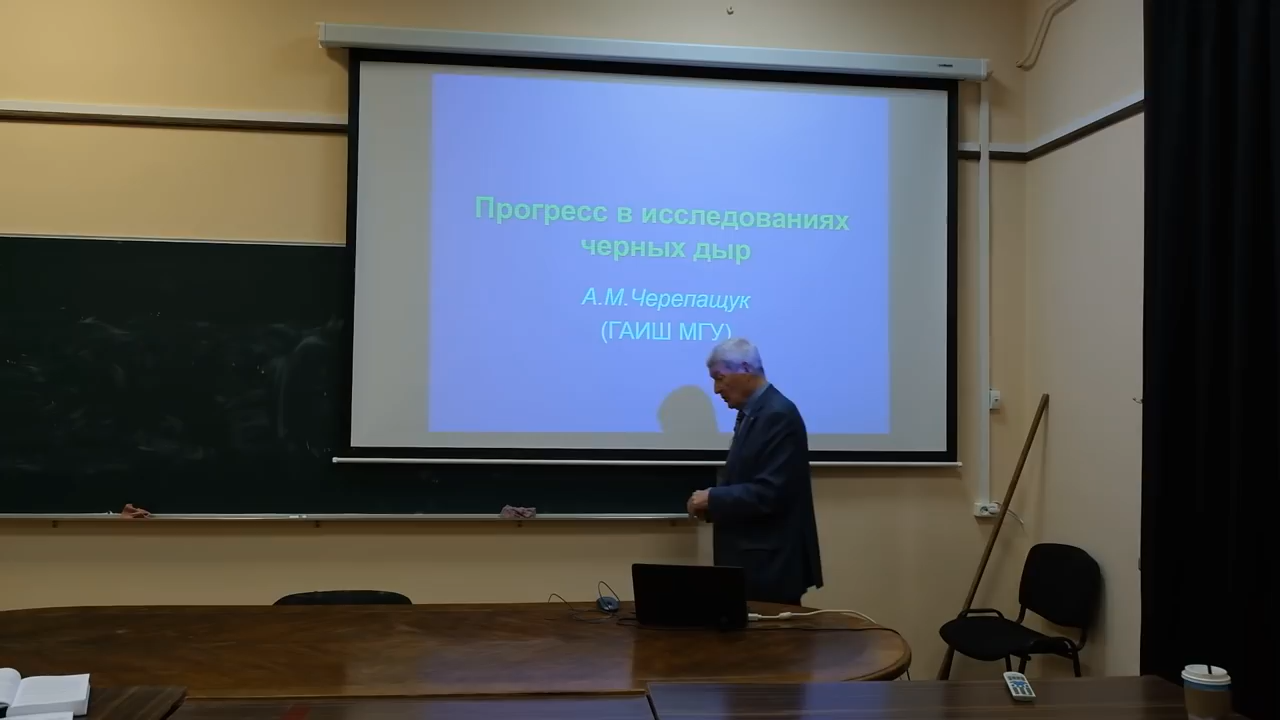 Прогресс в исследованиях
черных дыр
А.М.Черепащук
(ГАИШ МГУ)